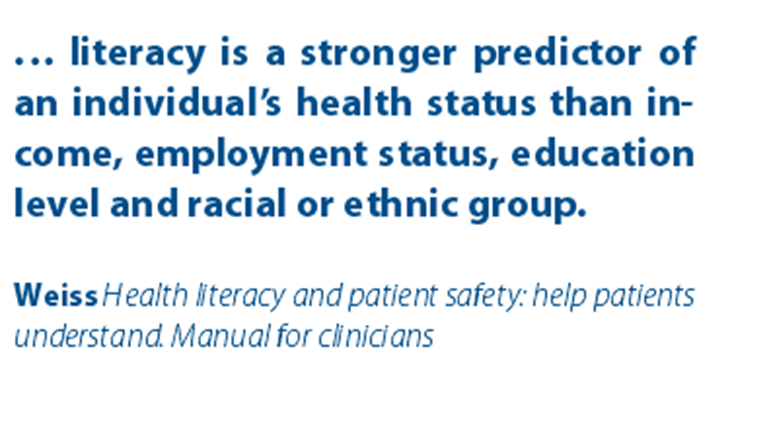 ... literacy is a stronger predictor of
an individual’s health status than in-
come, employment status, education
level and racial or ethnic group.
Weiss Health literacy and patient safety: help patients
understand. Manual for clinicians